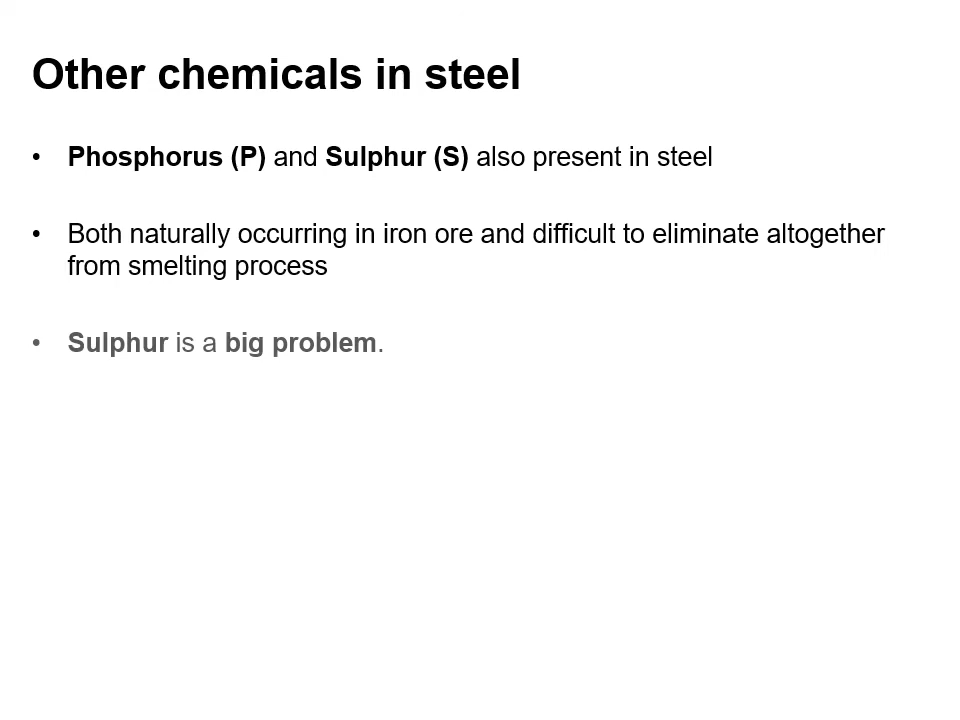 Other chemicals in steel
• Phosphorus (P) and Sulphur (S) also present in steel
• Both naturally occurring in iron ore and difficult to eliminate altogether
from smelting process
• Sulphur is a big problem.